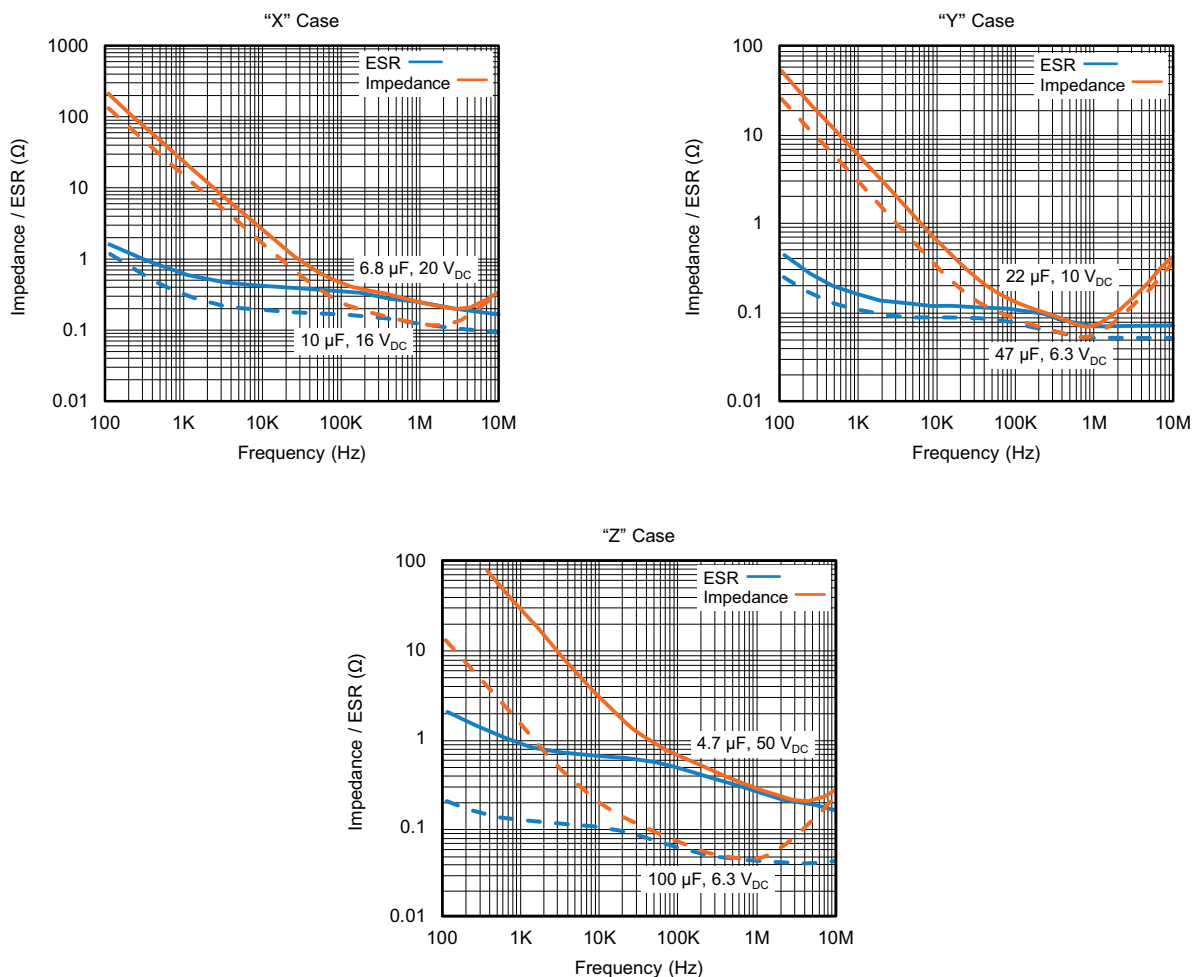 “X” Case
1000
100
10
1
0.1
0.01
100
1K
10K
100K
1M
10M
Impedance / ESR (Ω)
Frequency (Hz)
ESR
Impedance
6.8 µF, 20 VDC
10 µF, 16 VDC
“Y” Case
100
10
1
0.1
0.01
100
1K
10K
100K
1M
10M
Impedance / ESR (Ω)
Frequency (Hz)
ESR
Impedance
22 µF, 10 VDC
47 µF, 6.3 VDC
“Z” Case
100
10
1
0.1
0.01
100
1K
10K
100K
1M
10M
Impedance / ESR (Ω)
Frequency (Hz)
ESR
Impedance
4.7 µF, 50 VDC
100 µF, 6.3 VDC